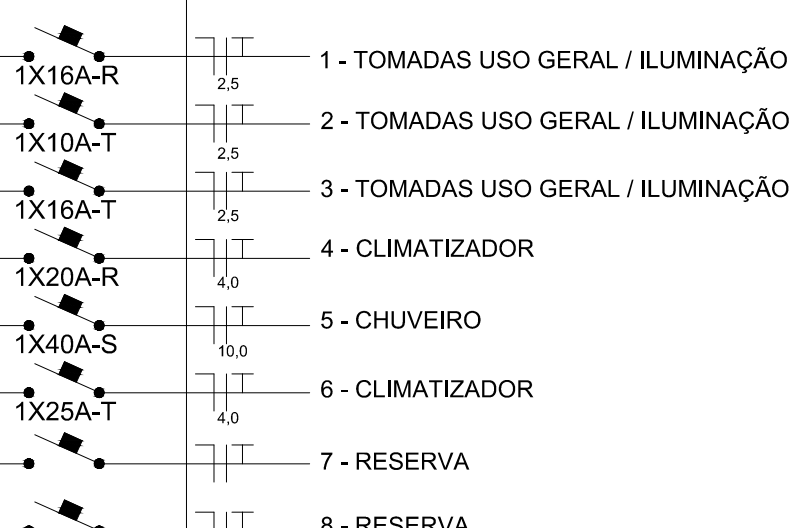 1X16A-R 2,5 1 - TOMADAS USO GERAL / ILUMINAÇÃO
1X10A-T 2,5 2 - TOMADAS USO GERAL / ILUMINAÇÃO
1X16A-T 2,5 3 - TOMADAS USO GERAL / ILUMINAÇÃO
1X20A-R 4,0 4 - CLIMATIZADOR
1X40A-S 10,0 5 - CHUVEIRO
1X25A-T 4,0 6 - CLIMATIZADOR
7 - RESERVA
8 - RESERVA